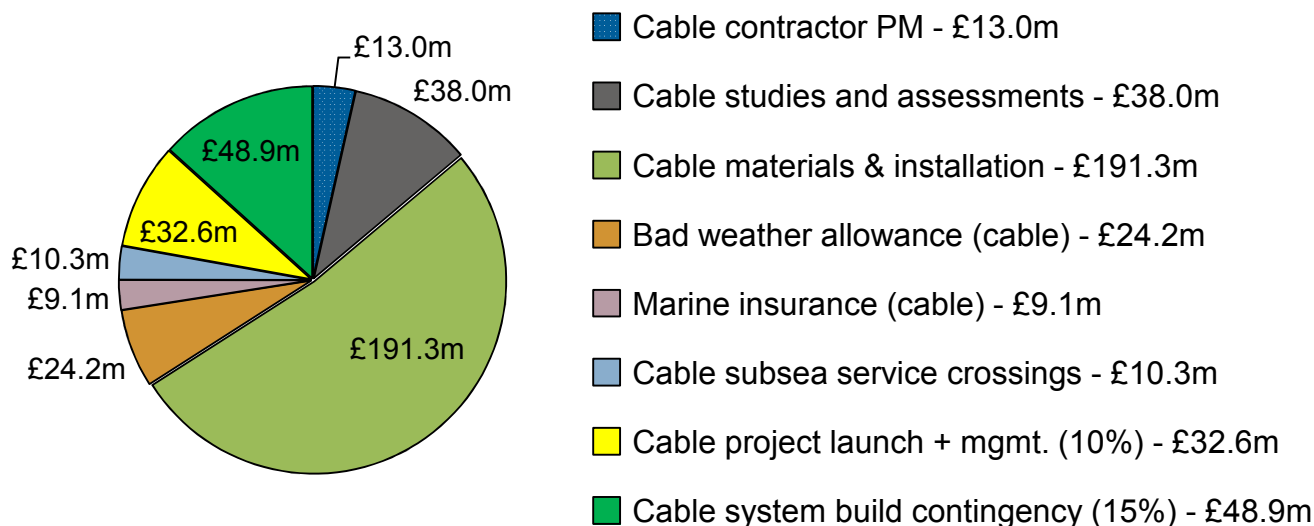 £13.0m
£38.0m
£48.9m
£32.6m
£10.3m
£9.1m
£24.2m
£191.3m
Cable contractor PM - £13.0m
Cable studies and assessments - £38.0m
Cable materials & installation - £191.3m
Bad weather allowance (cable) - £24.2m
Marine insurance (cable) - £9.1m
Cable subsea service crossings - £10.3m
Cable project launch + mgmt. (10%) - £32.6m
Cable system build contingency (15%) - £48.9m